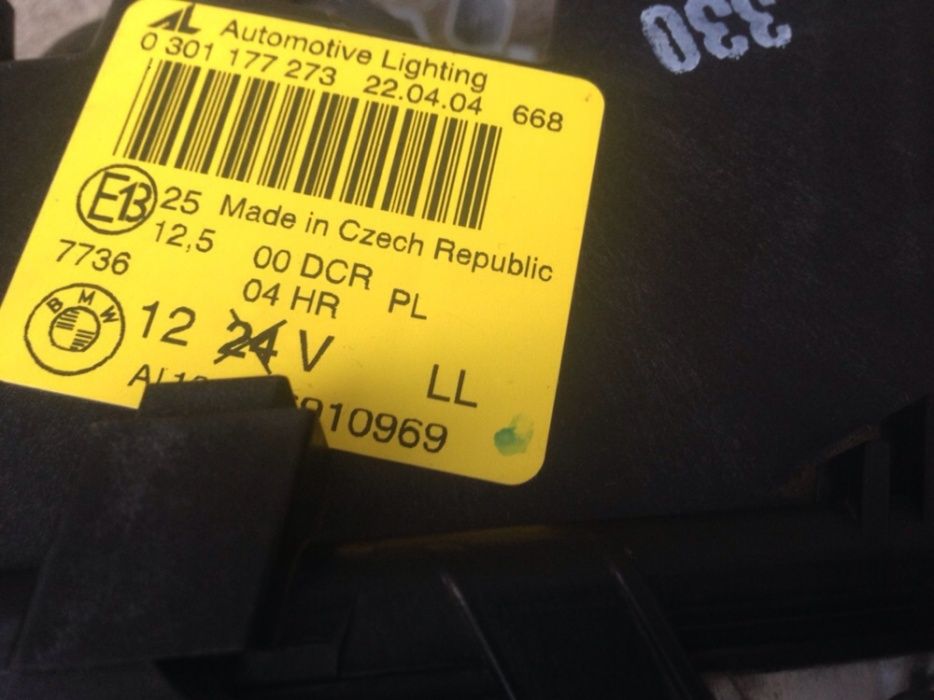 AL Automotive Lighting
0 301 177 273 22.04.04 668
E13 25 Made in Czech Republic
12,5 00 DCR PL
7736 04 HR
BMW 12 24 V
LL
910969
330